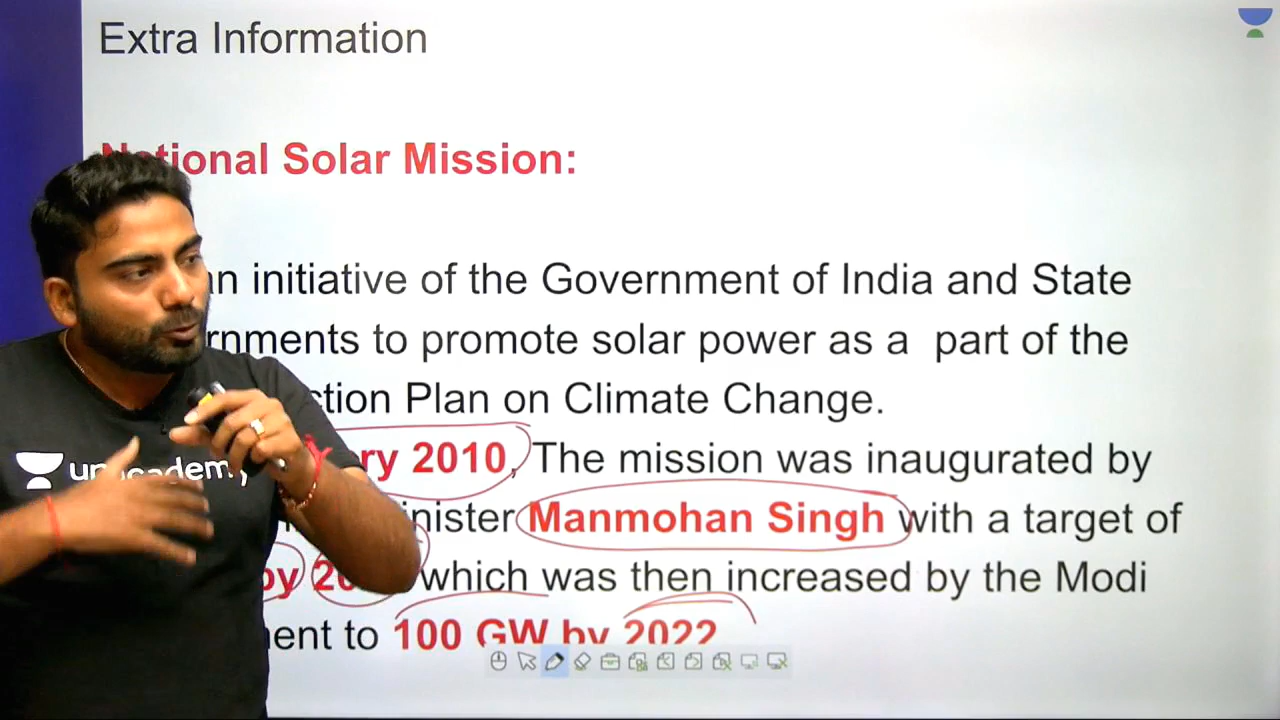 Extra Information
National Solar Mission:
an initiative of the Government of India and State
rnments to promote solar power as a part of the
ction Plan on Climate Change.
ry 2010, The mission was inaugurated by
nister Manmohan Singh with a target of
by which was then increased by the Modi
ent to 100 GW by 2022